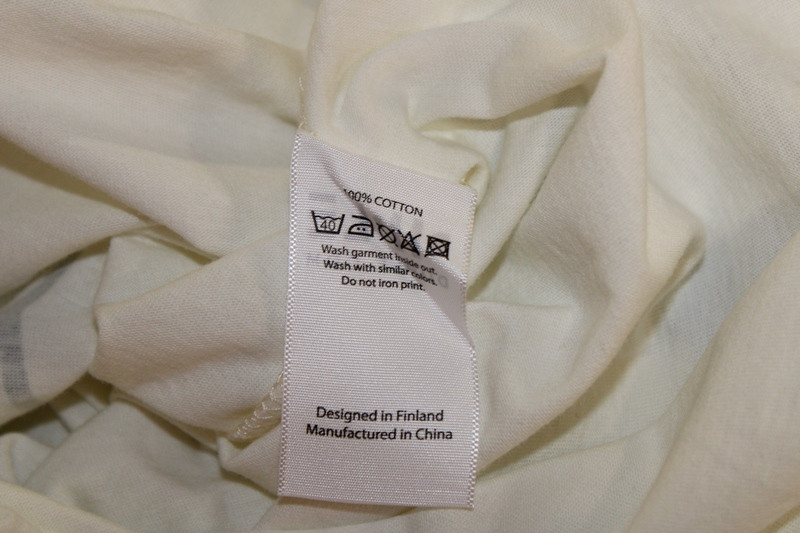 100% COTTON
40
Wash garment inside out.
Wash with similar colors.
Do not iron print.
Designed in Finland
Manufactured in China